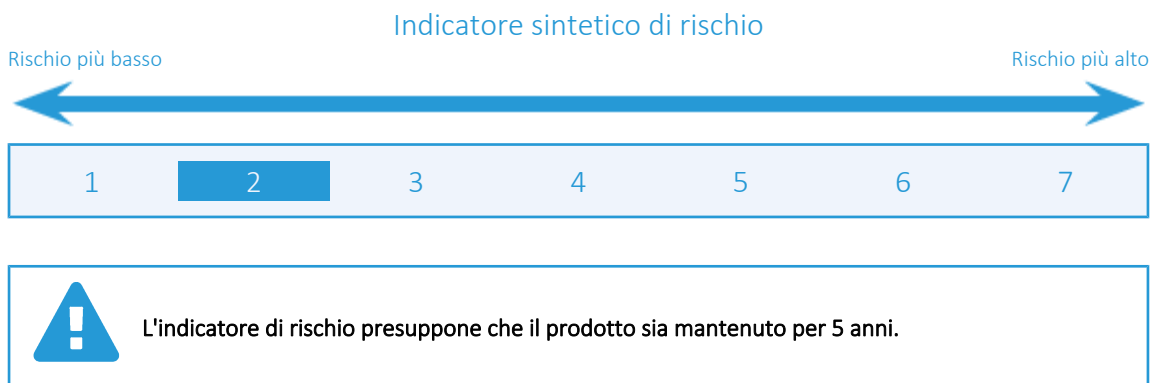 Indicatore sintetico di rischio
Rischio più basso Rischio più alto
1 2 3 4 5 6 7
L'indicatore di rischio presuppone che il prodotto sia mantenuto per 5 anni.